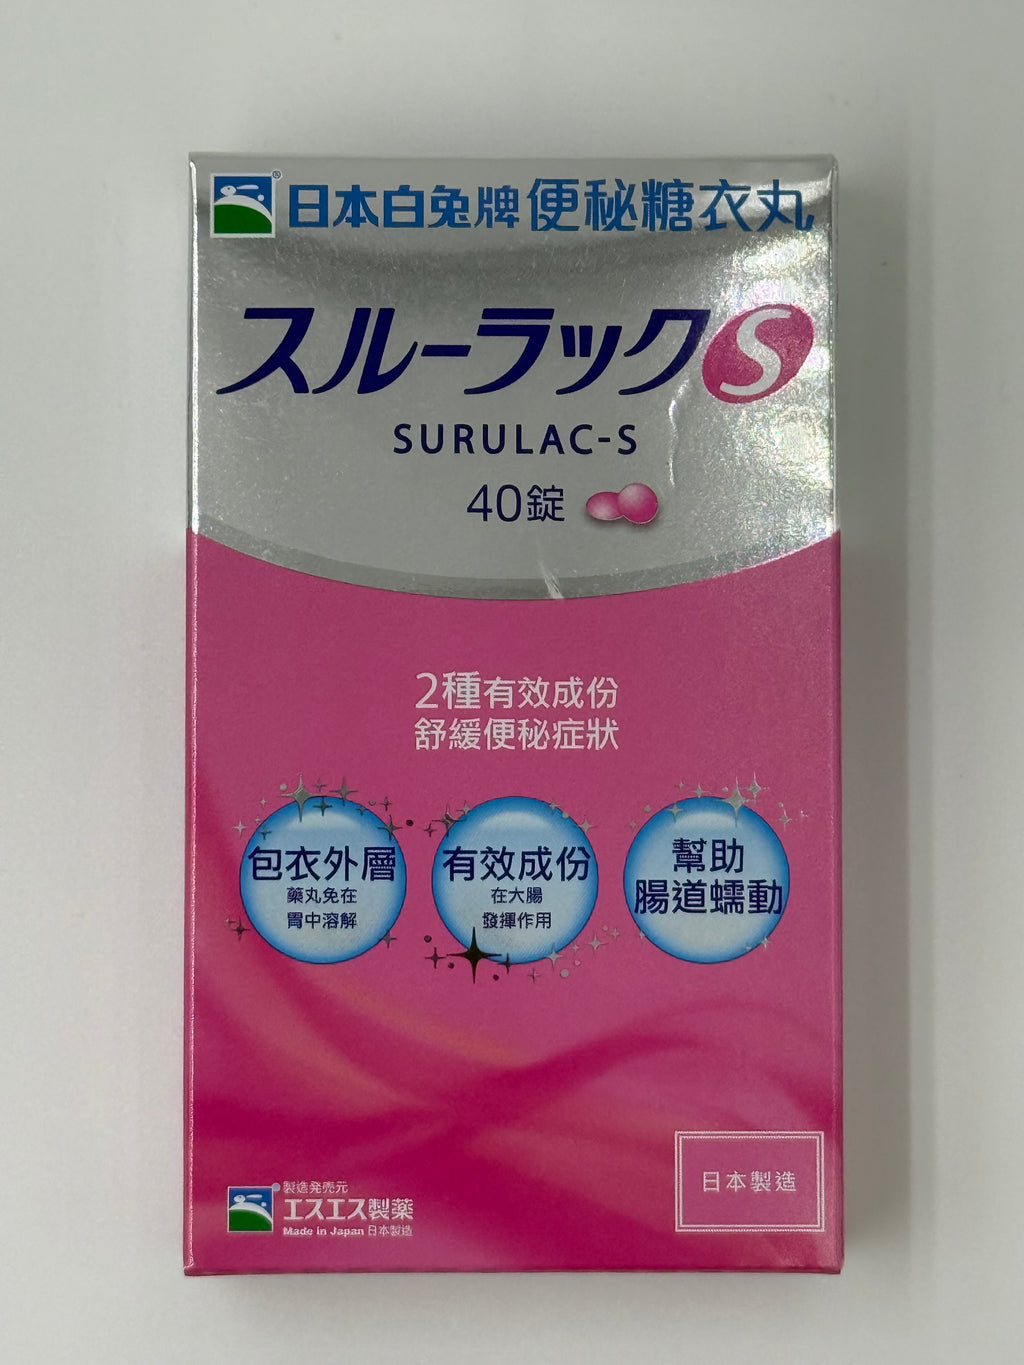 日本白兔牌便秘糖衣丸
スルーラックS
SURULAC-S
40錠
2種有效成份
舒緩便秘症狀
包衣外層
藥丸免在
胃中溶解
有效成份
在大腸
發揮作用
幫助
腸道蠕動
日本製造
製造発売元
エスエス製薬
Made in Japan 日本製造